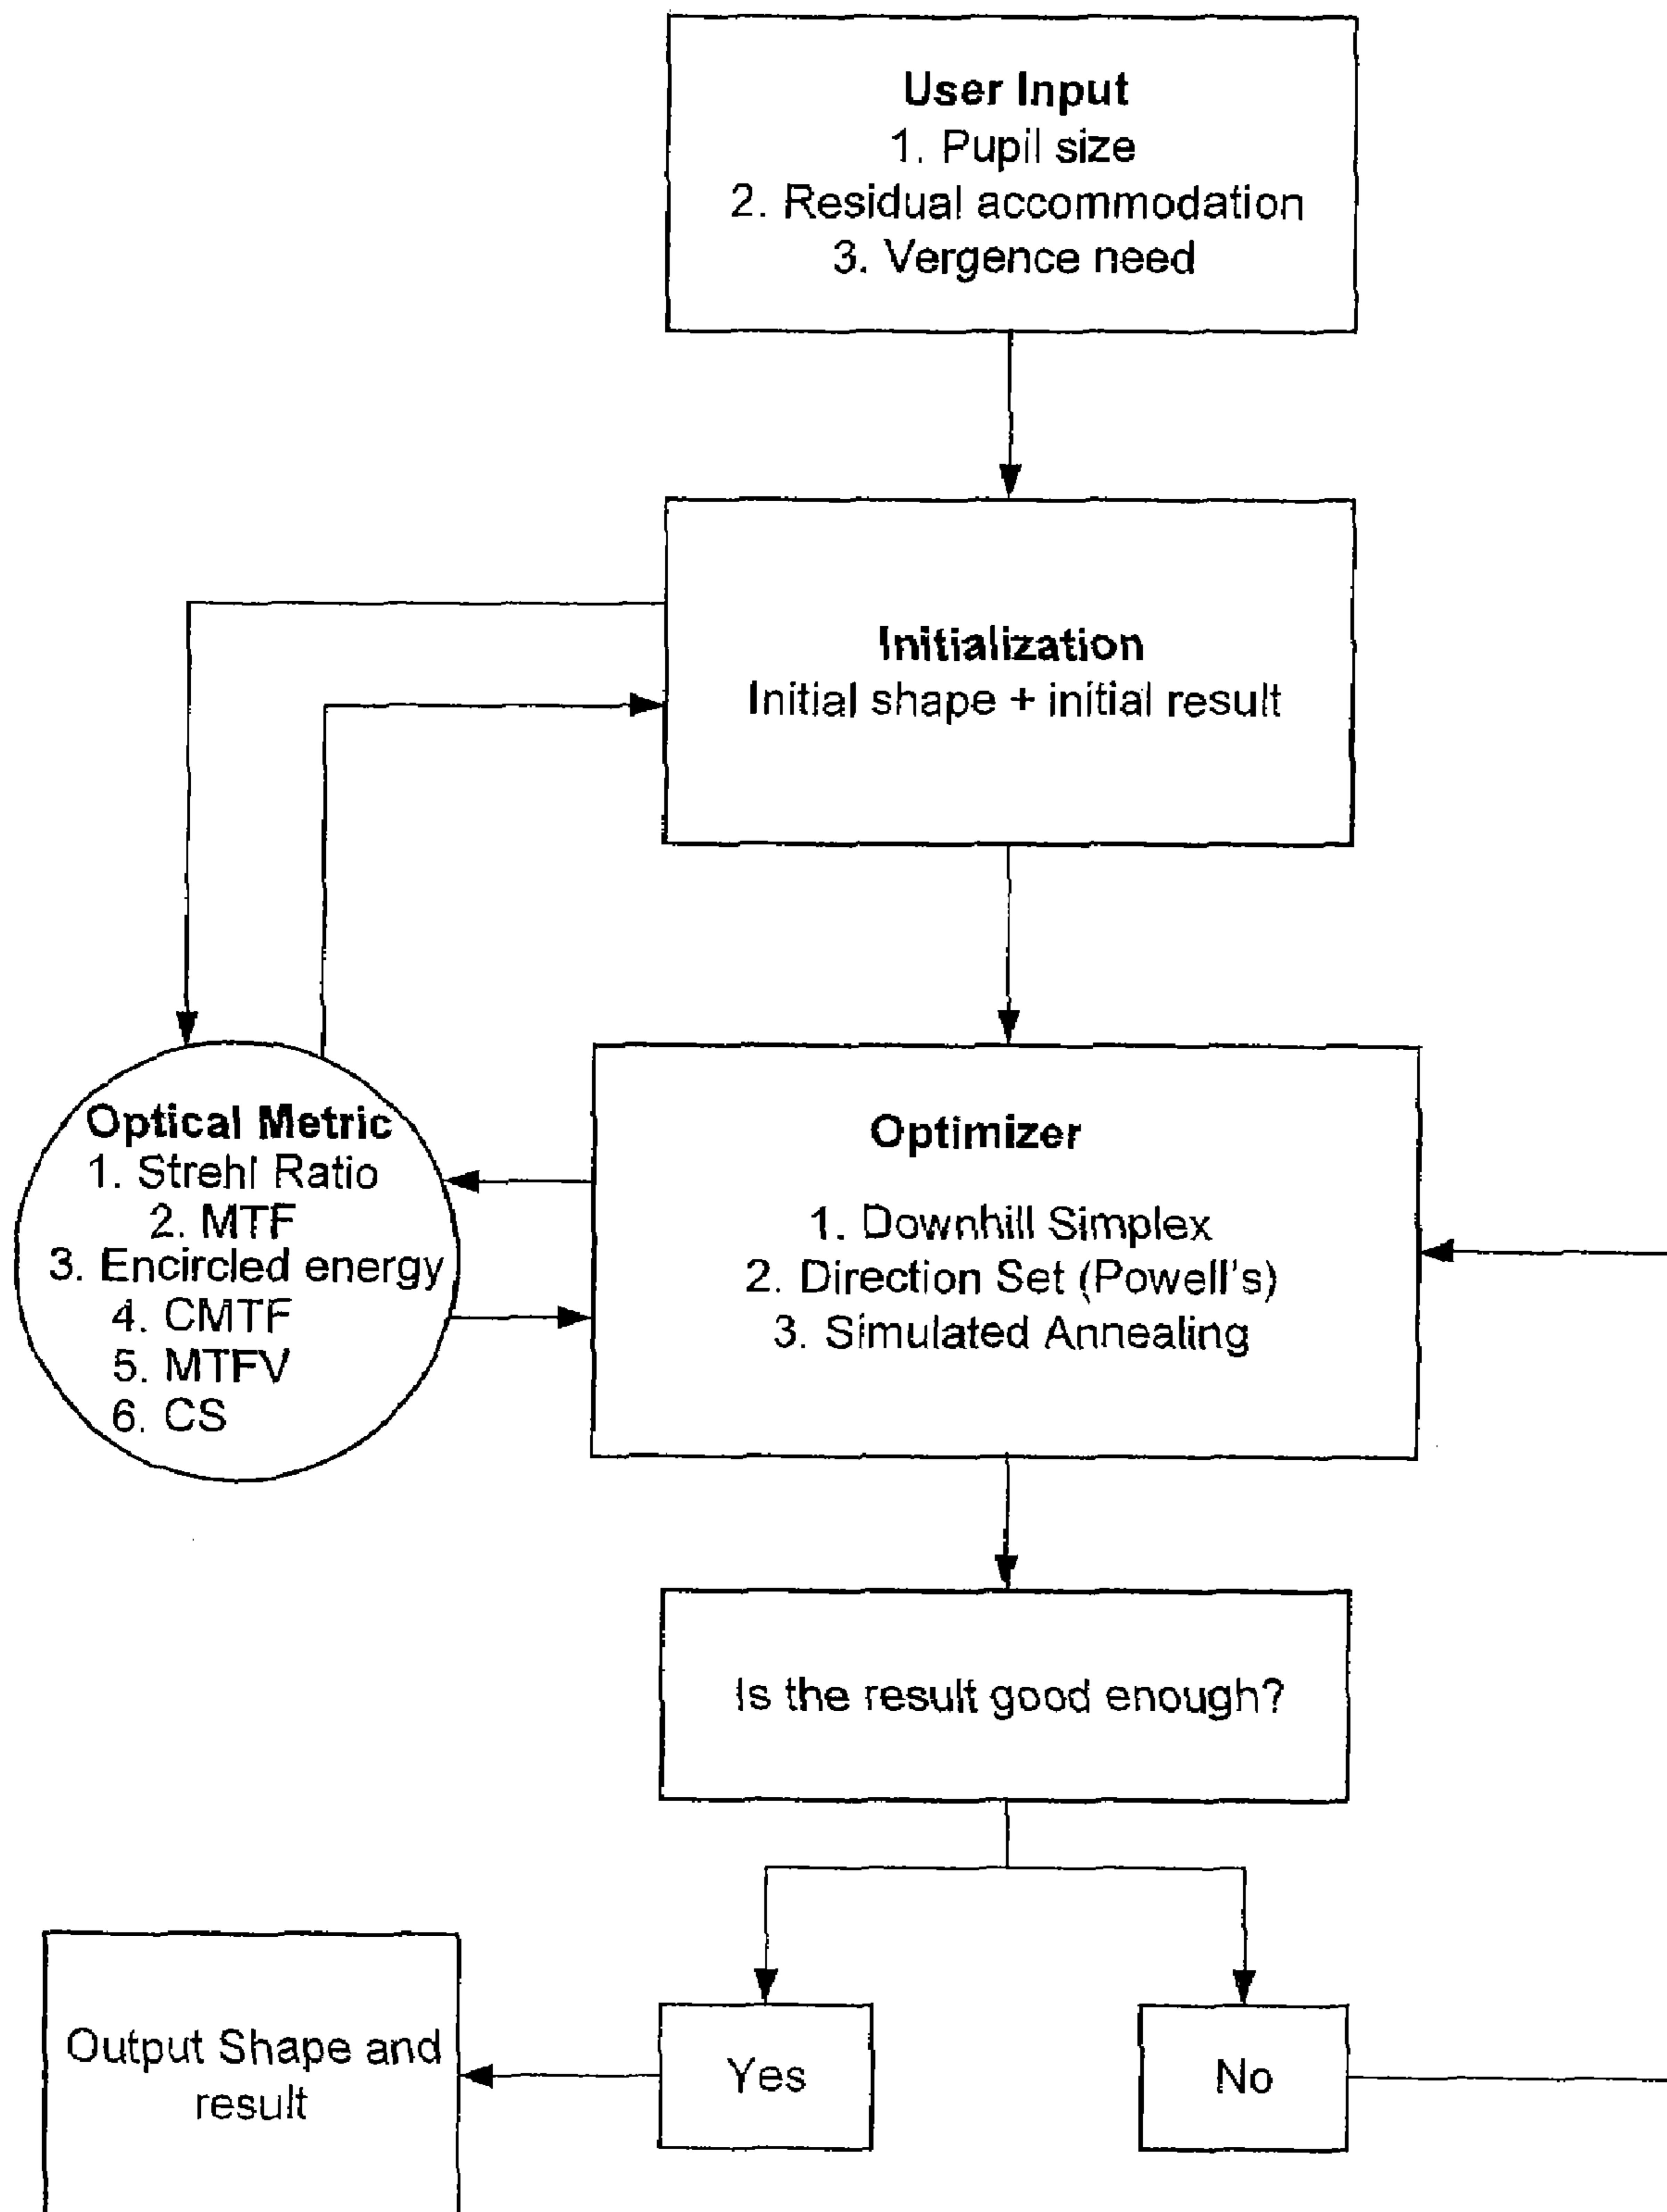 User Input
1. Pupil size
2. Residual accommodation
3. Vergence need
Initialization
Initial shape + initial result
Optical Metric
1. Strehl Ratio
2. MTF
3. Encircled energy
4. CMTF
5. MTFV
6. CS
Optimizer
1. Downhill Simplex
2. Direction Set (Powell's)
3. Simulated Annealing
Is the result good enough?
Output Shape and
result
Yes
No